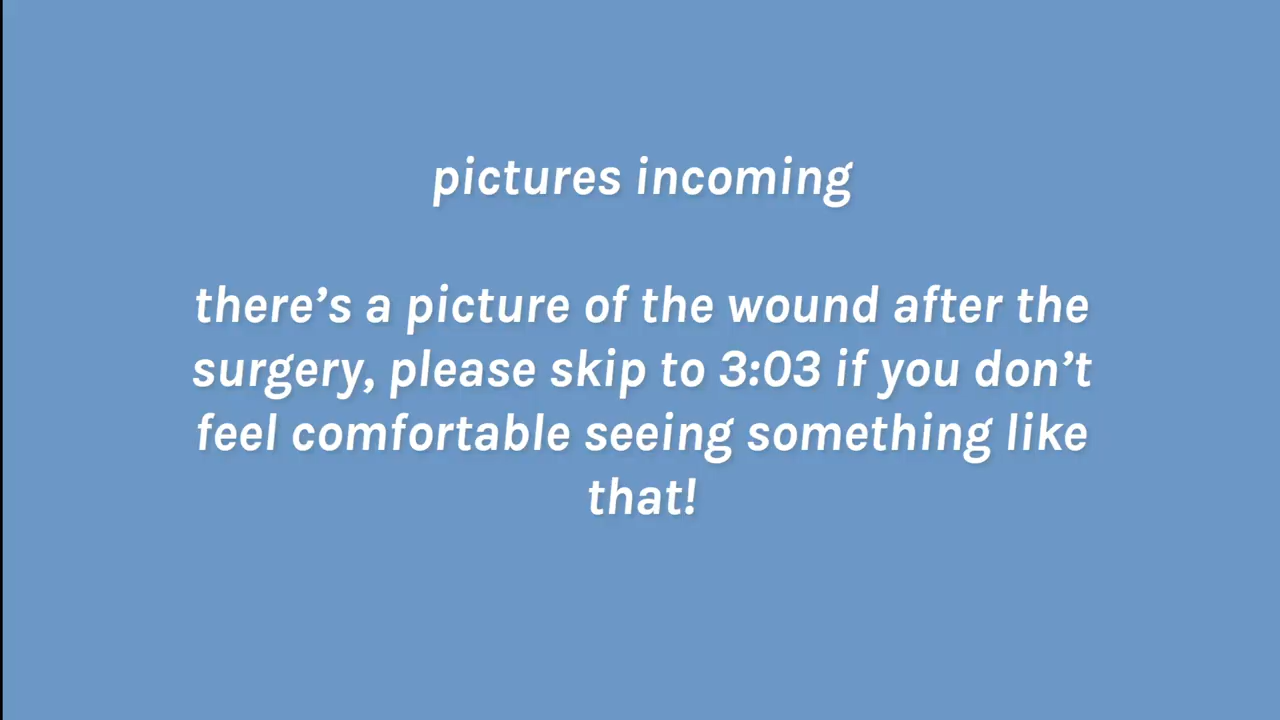 pictures incoming
there’s a picture of the wound after the
surgery, please skip to 3:03 if you don’t
feel comfortable seeing something like
that!